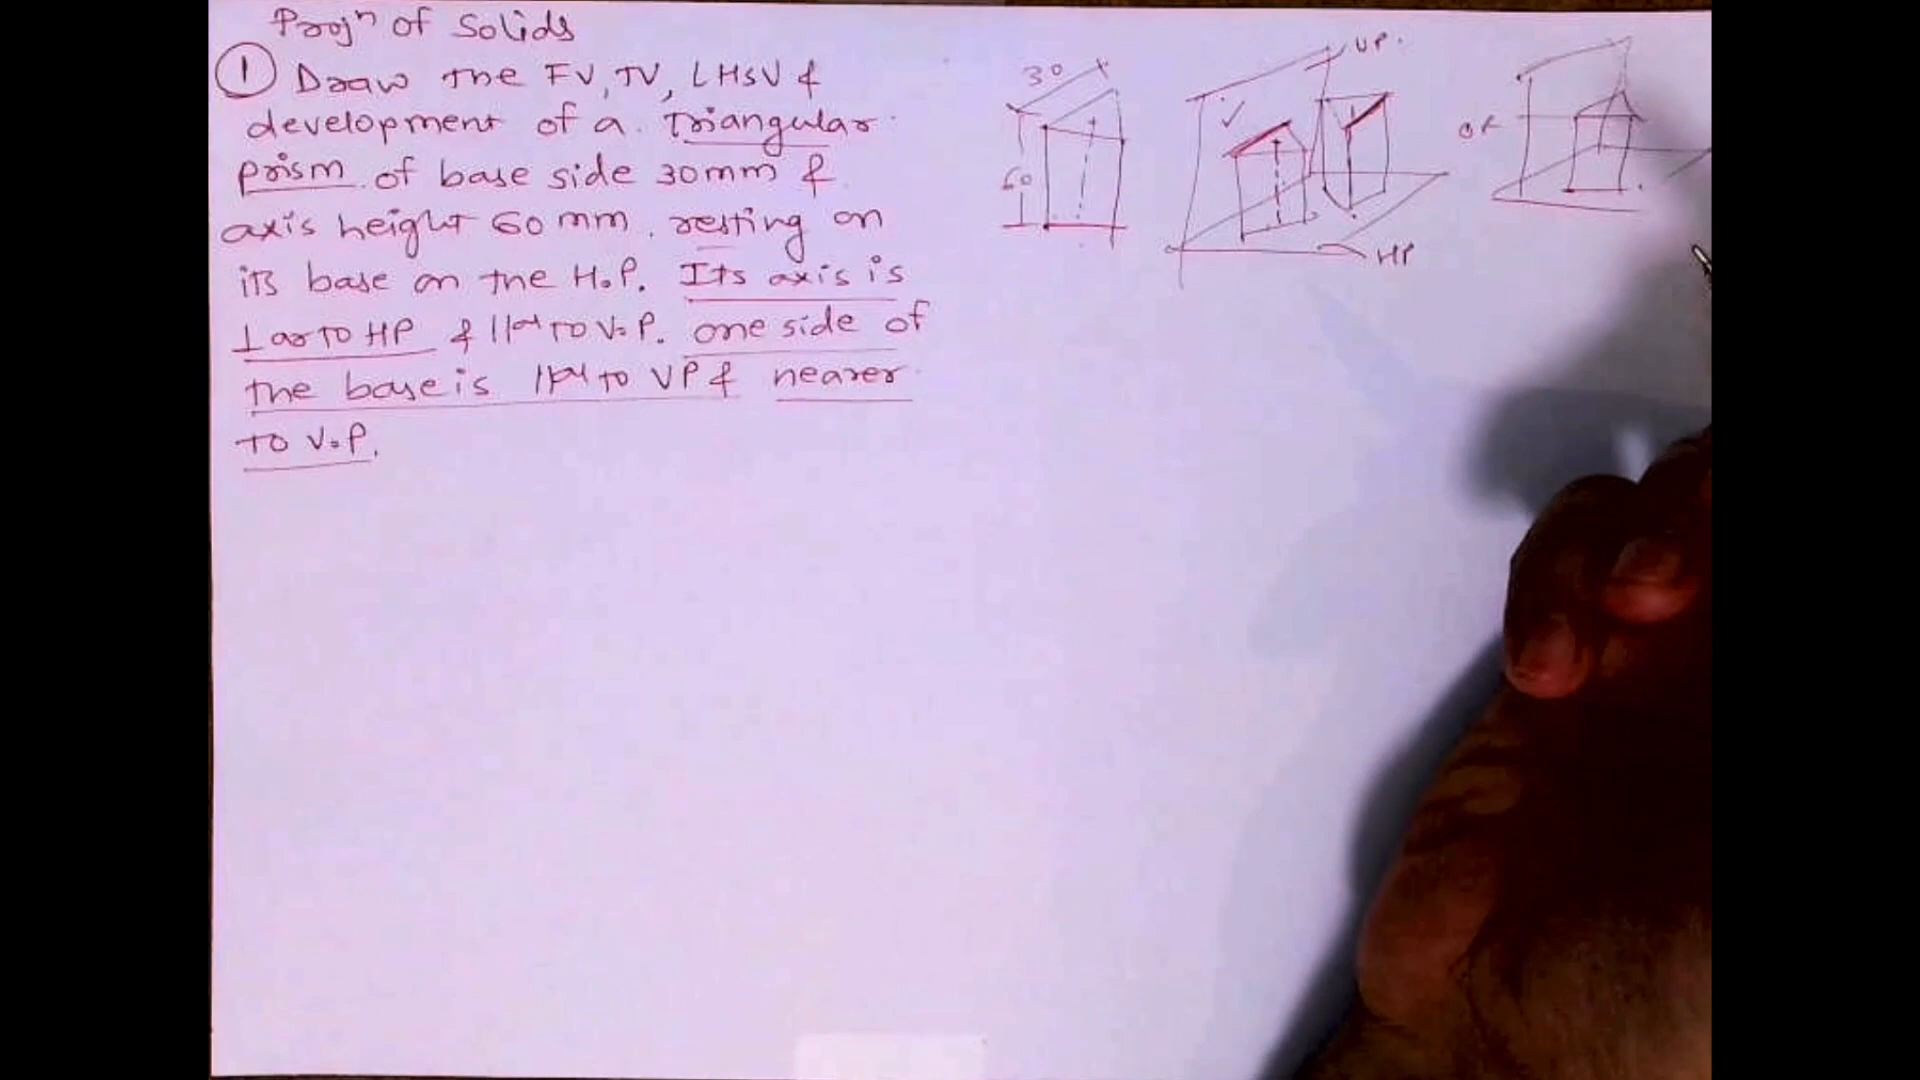 Projⁿ of Solids
① Draw the FV, TV, LHSV &
development of a Triangular
prism of base side 30mm &
axis height 60 mm, resting on
its base on the H.P. Its axis is
⊥ar to HP & ||al to V.P. one side of
the base is ||al to VP & nearer
to V.P.
30
60
VP.
HP
or